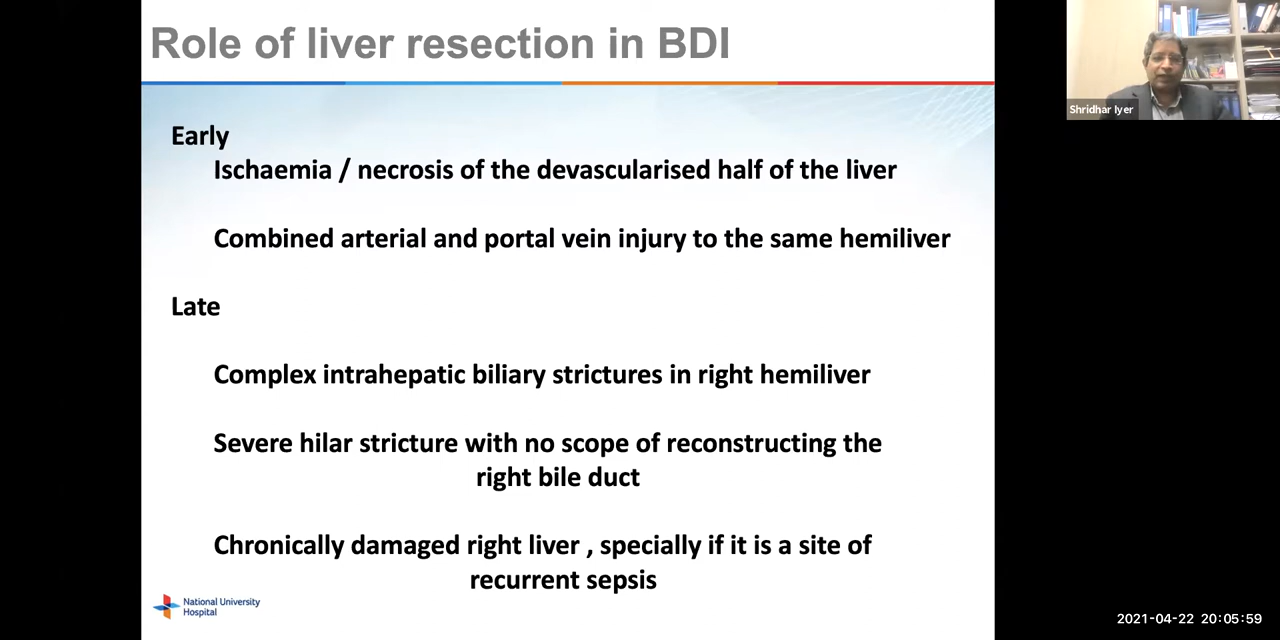 Role of liver resection in BDI
Shridhar Iyer
Early
Ischaemia / necrosis of the devascularised half of the liver
Combined arterial and portal vein injury to the same hemiliver
Late
Complex intrahepatic biliary strictures in right hemiliver
Severe hilar stricture with no scope of reconstructing the
right bile duct
Chronically damaged right liver , specially if it is a site of
recurrent sepsis
National University
Hospital
2021-04-22 20:05:59